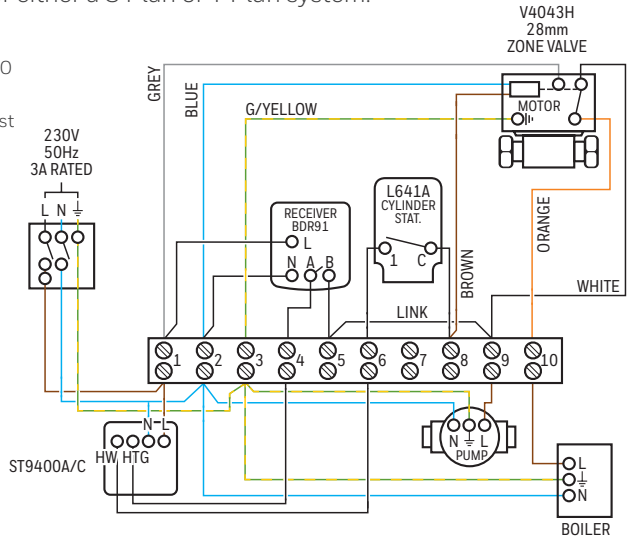 V4043H
28mm
ZONE VALVE
GREY
BLUE
G/YELLOW
MOTOR
230V
50Hz
3A RATED
L N
RECEIVER
BDR91
L
N A B
L641A
CYLINDER
STAT.
1 C
BROWN
ORANGE
WHITE
LINK
1 2 3 4 5 6 7 8 9 10
N L
HW HTG
ST9400A/C
N L
PUMP
L
N
BOILER